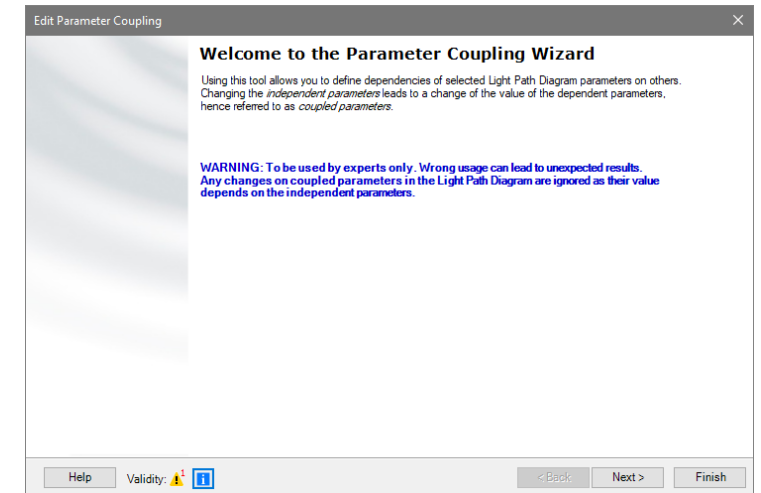 Edit Parameter Coupling
Welcome to the Parameter Coupling Wizard
Using this tool allows you to define dependencies of selected Light Path Diagram parameters on others.
Changing the independent parameters leads to a change of the value of the dependent parameters,
hence referred to as coupled parameters.
WARNING: To be used by experts only. Wrong usage can lead to unexpected results.
Any changes on coupled parameters in the Light Path Diagram are ignored as their value
depends on the independent parameters.
Help Validity: 1 < Back Next > Finish